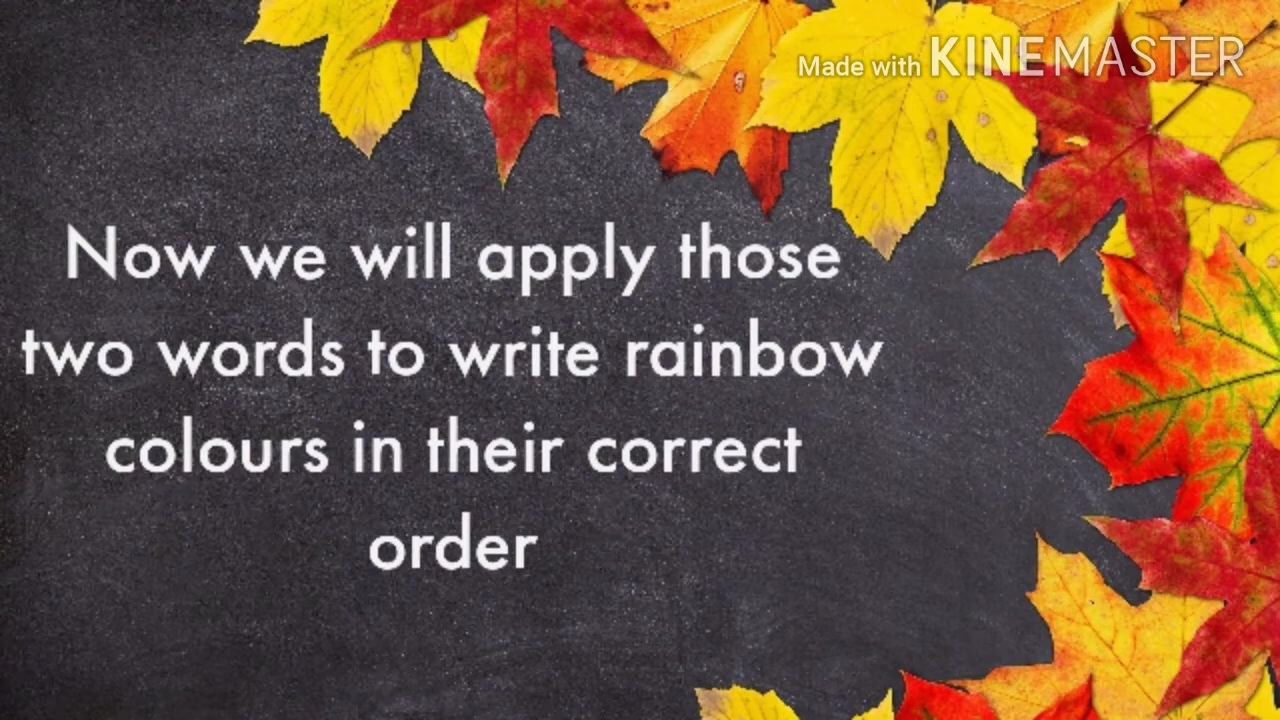 Made with KINEMASTER
Now we will apply those
two words to write rainbow
colours in their correct
order